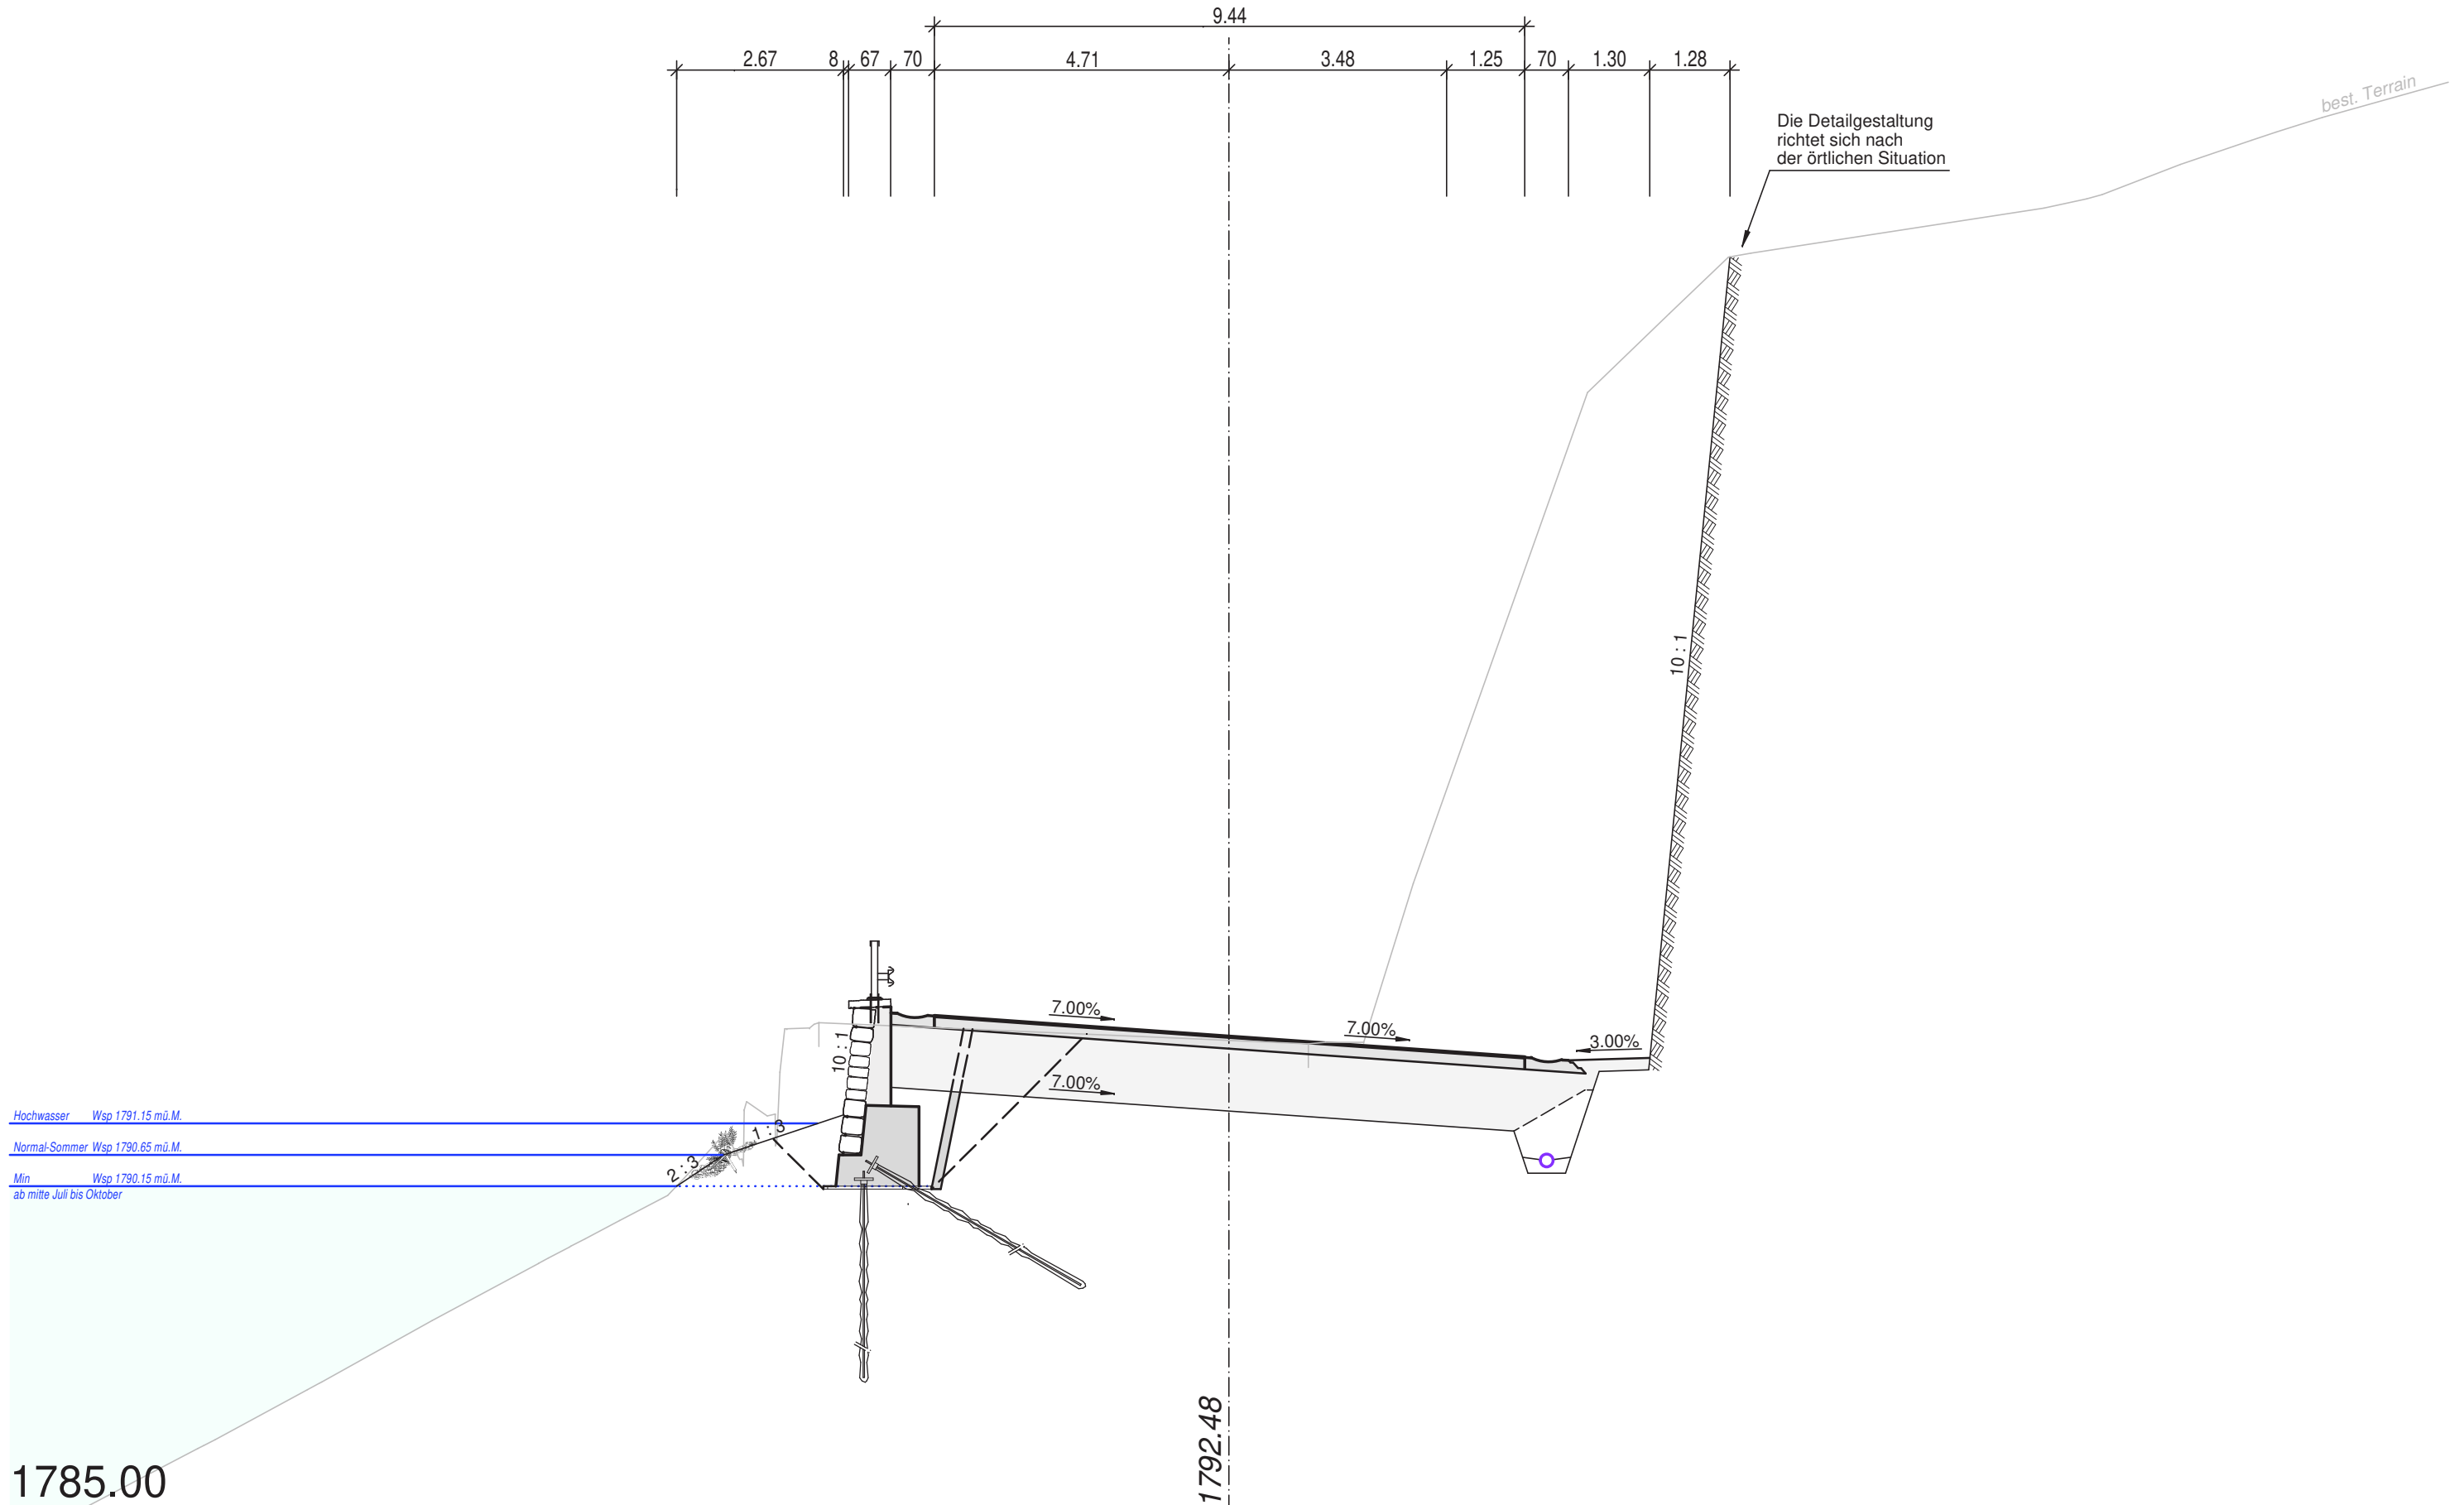 9.44
2.67 8 67 70 4.71 3.48 1.25 70 1.30 1.28
best. Terrain
Die Detailgestaltung
richtet sich nach
der örtlichen Situation
10 : 1
7.00%
7.00%
3.00%
10 : 1
7.00%
Hochwasser Wsp 1791.15 mü.M.
1 : 3
Normal-Sommer Wsp 1790.65 mü.M.
2 : 3
Min Wsp 1790.15 mü.M.
ab mitte Juli bis Oktober
1792.48
1785.00